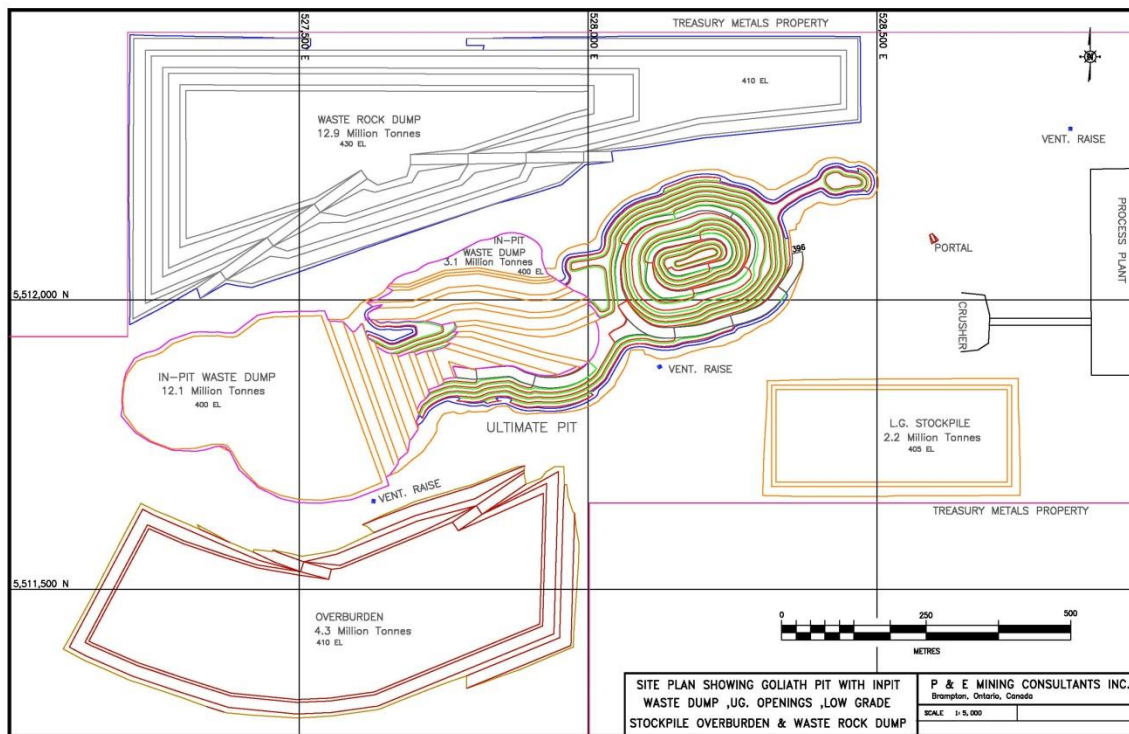 TREASURY METALS PROPERTY
527,500 E
528,000 E
528,500 E
410 EL
WASTE ROCK DUMP
12.9 Million Tonnes
430 EL
N
VENT. RAISE
PROCESS PLANT
IN-PIT
WASTE DUMP
3.1 Million Tonnes
400 EL
396
PORTAL
5,512,000 N
CRUSHER
VENT. RAISE
IN-PIT WASTE DUMP
12.1 Million Tonnes
400 EL
ULTIMATE PIT
L.G. STOCKPILE
2.2 Million Tonnes
405 EL
VENT. RAISE
TREASURY METALS PROPERTY
5,511,500 N
OVERBURDEN
4.3 Million Tonnes
410 EL
0 250 500
METRES
SITE PLAN SHOWING GOLIATH PIT WITH INPIT
WASTE DUMP ,UG. OPENINGS ,LOW GRADE
STOCKPILE OVERBURDEN & WASTE ROCK DUMP
P & E MINING CONSULTANTS INC.
Brampton, Ontario, Canada
SCALE 1: 5, 000